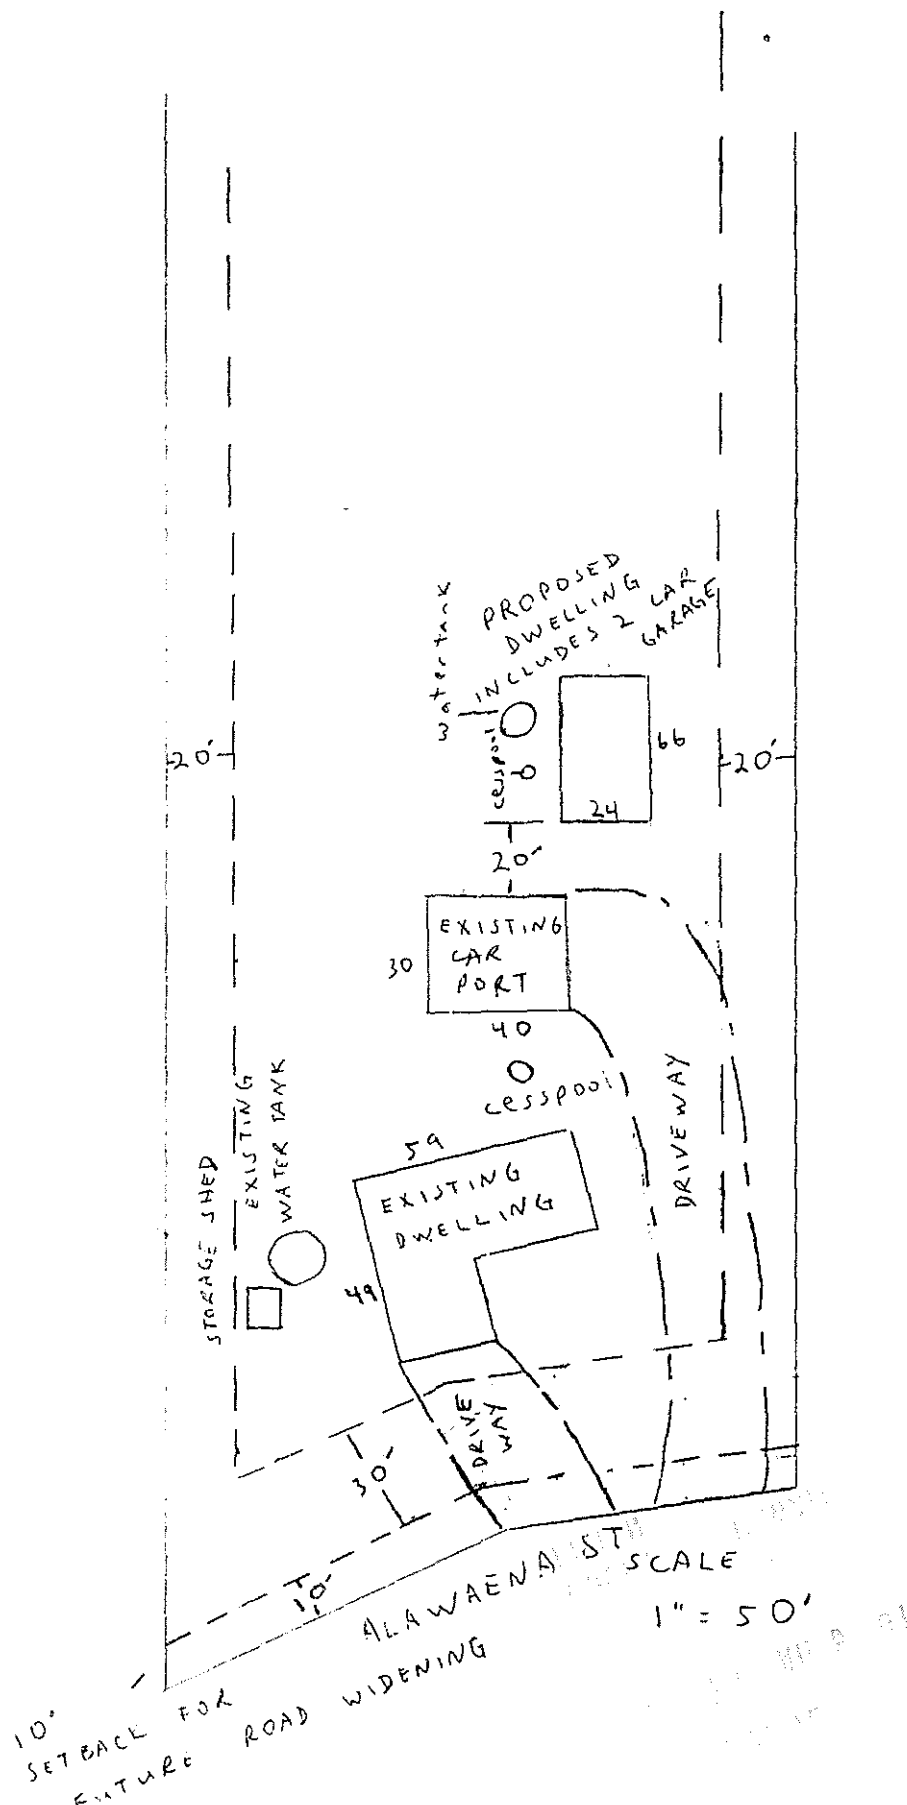 PROPOSED
DWELLING
INCLUDES 2 CAR
GARAGE
water tank
cesspool
66
24
20'
20'
20'
EXISTING
CAR
PORT
30
40
cesspool
DRIVEWAY
59
EXISTING
DWELLING
49
EXISTING
WATER TANK
STORAGE SHED
DRIVE
WAY
30'
10'
ALAWAENA ST
SCALE
1" = 50'
10'
SETBACK FOR
FUTURE ROAD WIDENING